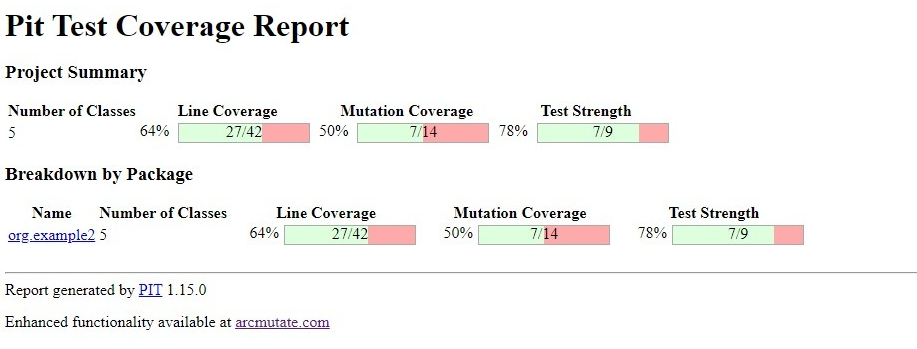 Pit Test Coverage Report
Project Summary
Number of Classes Line Coverage Mutation Coverage Test Strength
5 64% 27/42 50% 7/14 78% 7/9
Breakdown by Package
Name Number of Classes Line Coverage Mutation Coverage Test Strength
org.example2 5 64% 27/42 50% 7/14 78% 7/9
Report generated by PIT 1.15.0
Enhanced functionality available at arcmutate.com